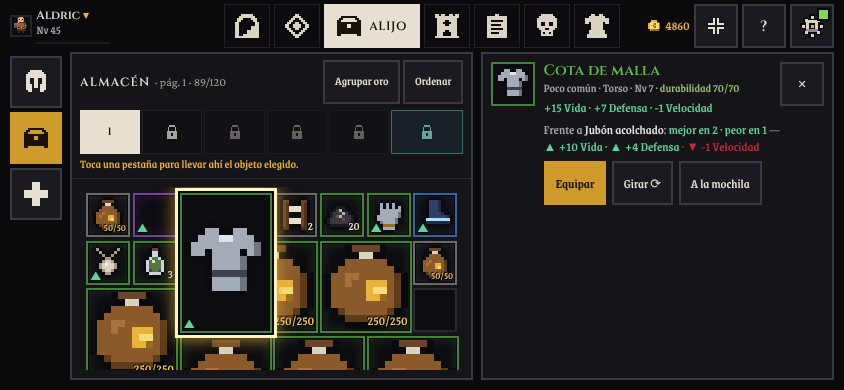 ALDRIC
Nv 45
ALIJO
4860
?
ALMACÉN · pág. 1 · 89/120
Agrupar oro
Ordenar
1
Toca una pestaña para llevar ahí el objeto elegido.
50/50
2
20
3
50/50
250/250
250/250
250/250
COTA DE MALLA
Poco común · Torso · Nv 7 · durabilidad 70/70
+15 Vida · +7 Defensa · -1 Velocidad
Frente a Jubón acolchado: mejor en 2 · peor en 1 —
▲ +10 Vida · ▲ +4 Defensa · ▼ -1 Velocidad
×
Equipar
Girar ⟳
A la mochila